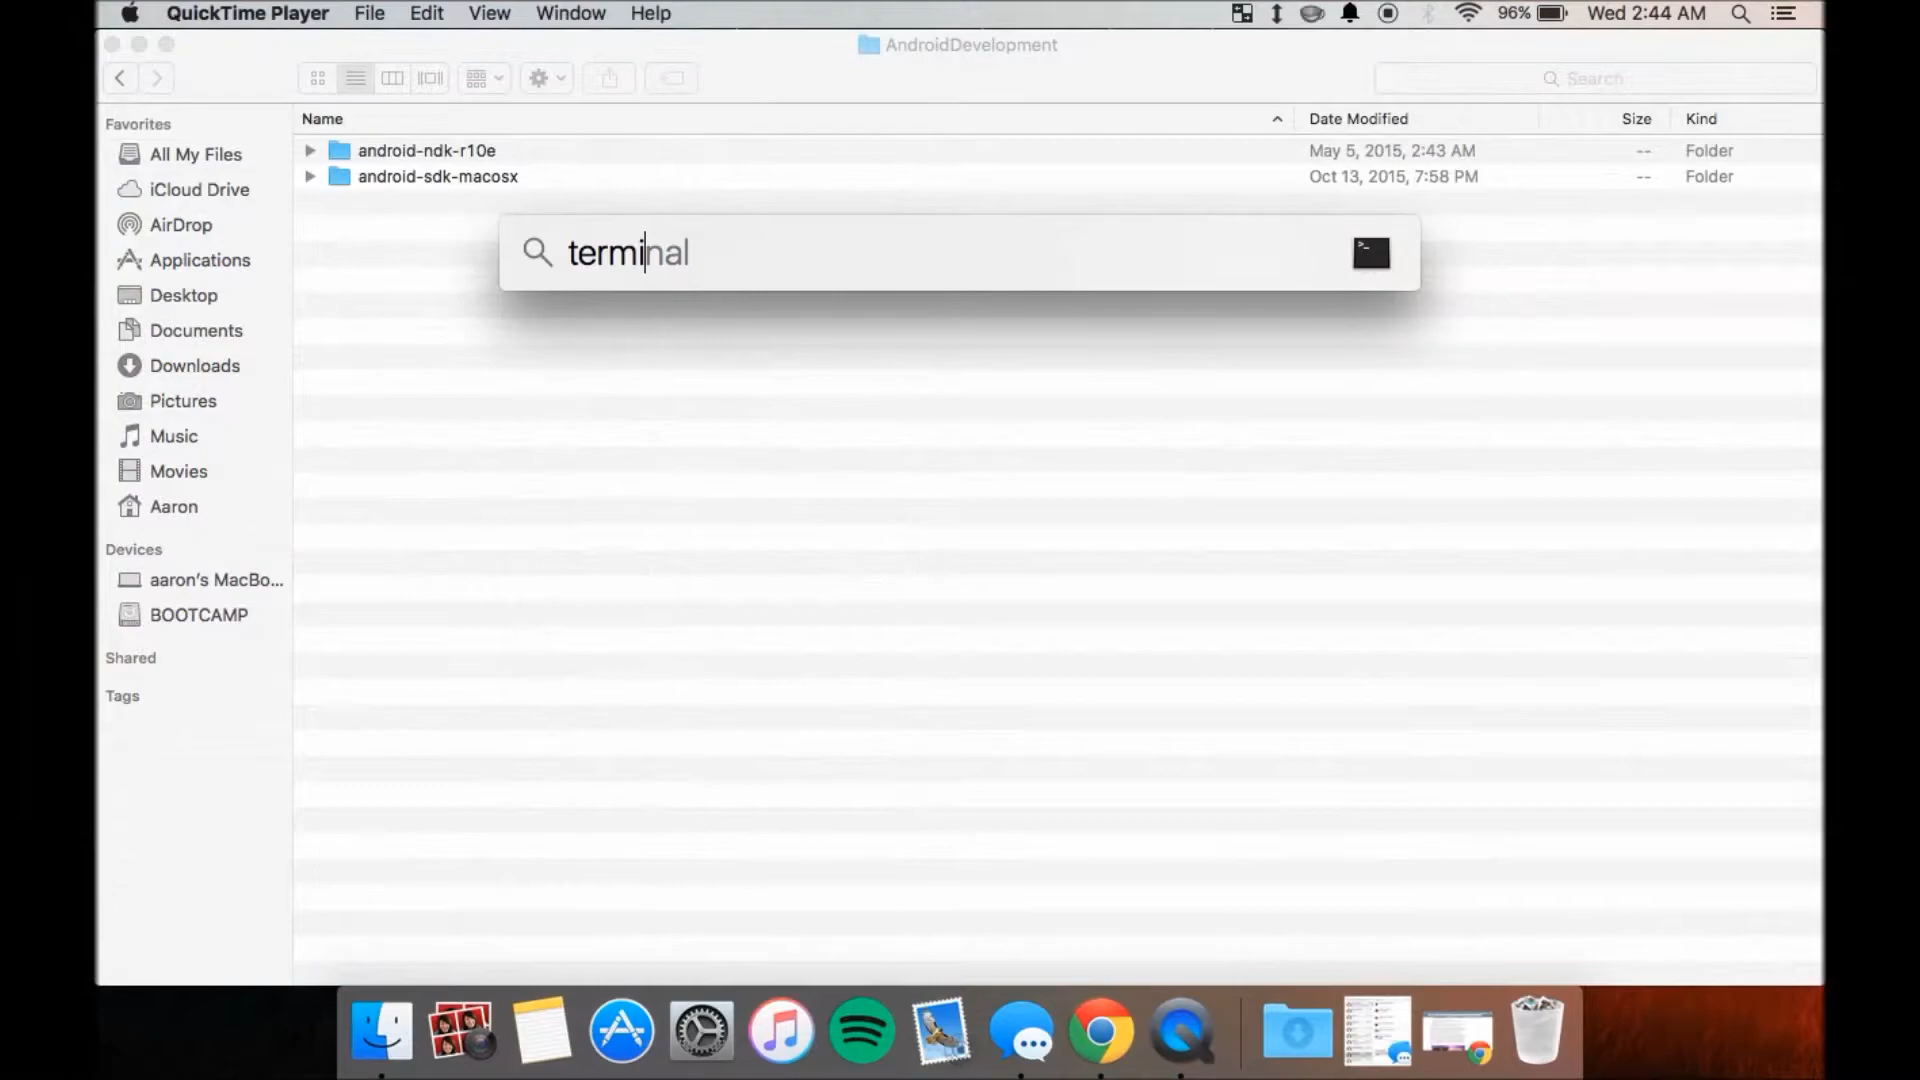 QuickTime Player File Edit View Window Help 96% Wed 2:44 AM
AndroidDevelopment
Search
Favorites
All My Files
iCloud Drive
AirDrop
Applications
Desktop
Documents
Downloads
Pictures
Music
Movies
Aaron
Devices
aaron's MacBo...
BOOTCAMP
Shared
Tags
Name Date Modified Size Kind
android-ndk-r10e May 5, 2015, 2:43 AM -- Folder
android-sdk-macosx Oct 13, 2015, 7:58 PM -- Folder
terminal